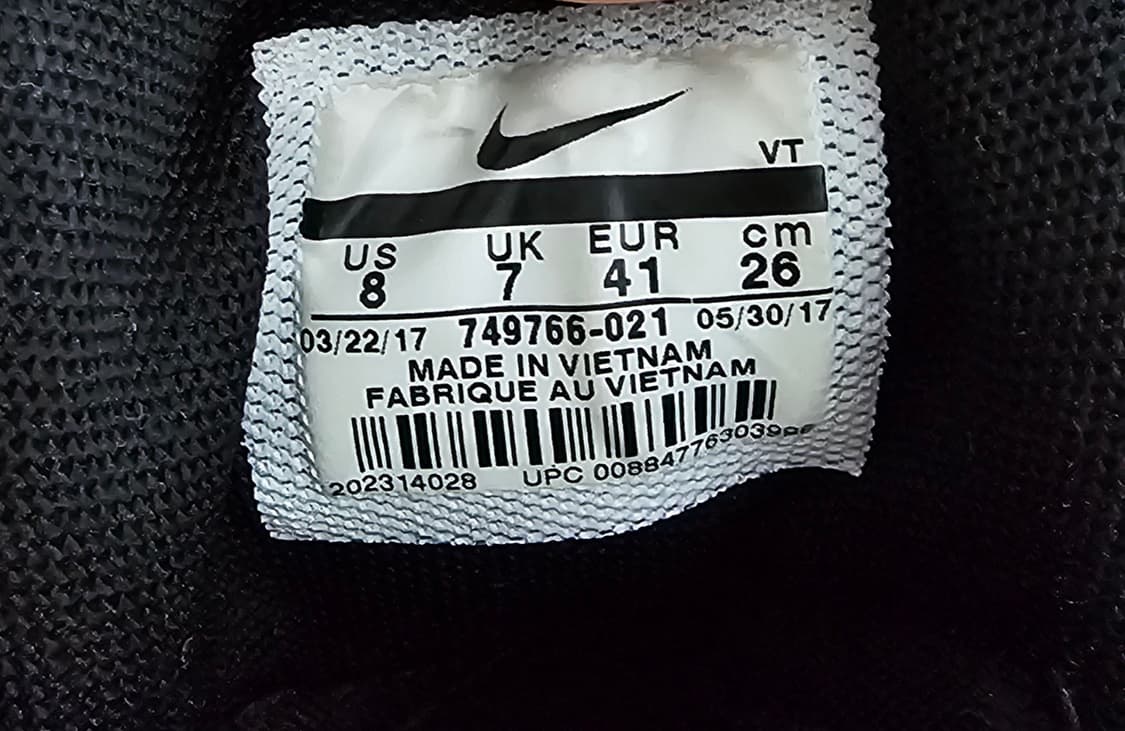 VT
US UK EUR cm
8 7 41 26
03/22/17 749766-021 05/30/17
MADE IN VIETNAM
FABRIQUE AU VIETNAM
202314028 UPC